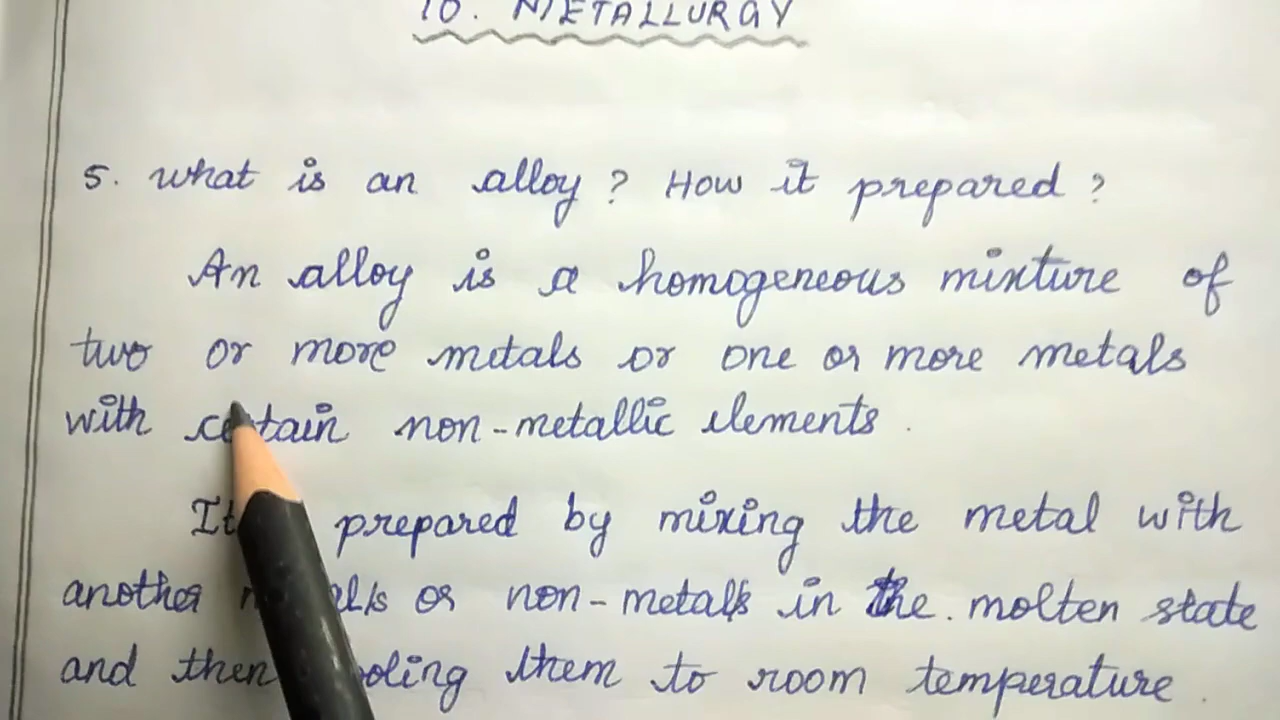 10. METALLURGY
5. what is an alloy ? How it prepared ?
An alloy is a homogeneous mixture of
two or more metals or one or more metals
with certain non-metallic elements .
It prepared by mixing the metal with
another or non-metals in the molten state
and then them to room temperature .